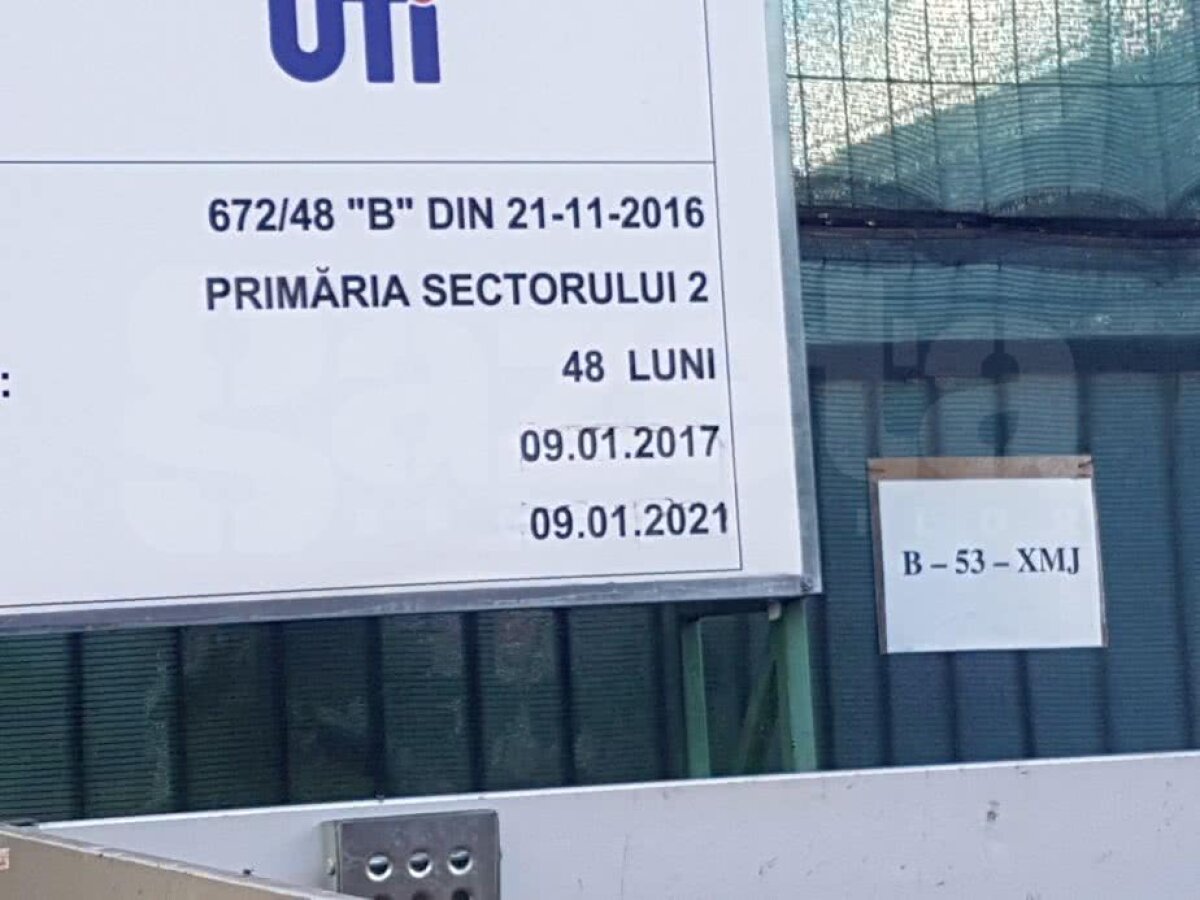 UTi
672/48 "B" DIN 21-11-2016
PRIMĂRIA SECTORULUI 2
:
48 LUNI
09.01.2017
09.01.2021
B – 53 – XMJ